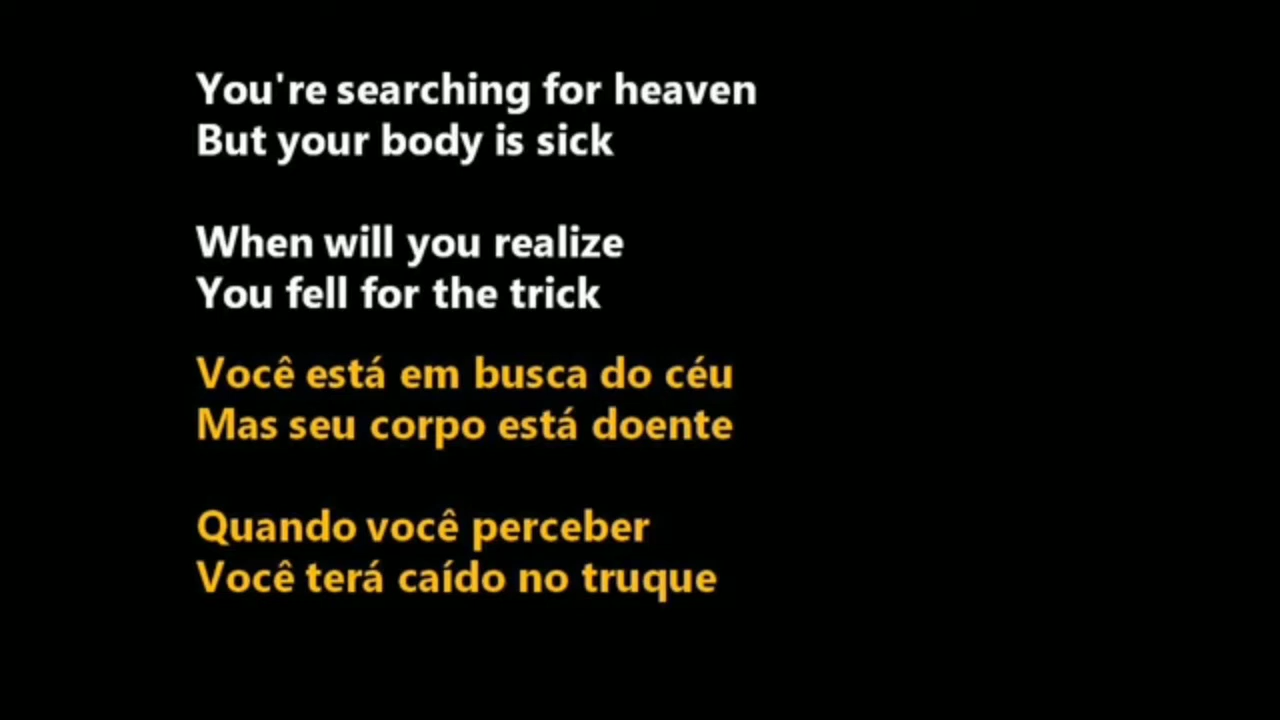 You're searching for heaven
But your body is sick
When will you realize
You fell for the trick
Você está em busca do céu
Mas seu corpo está doente
Quando você perceber
Você terá caído no truque